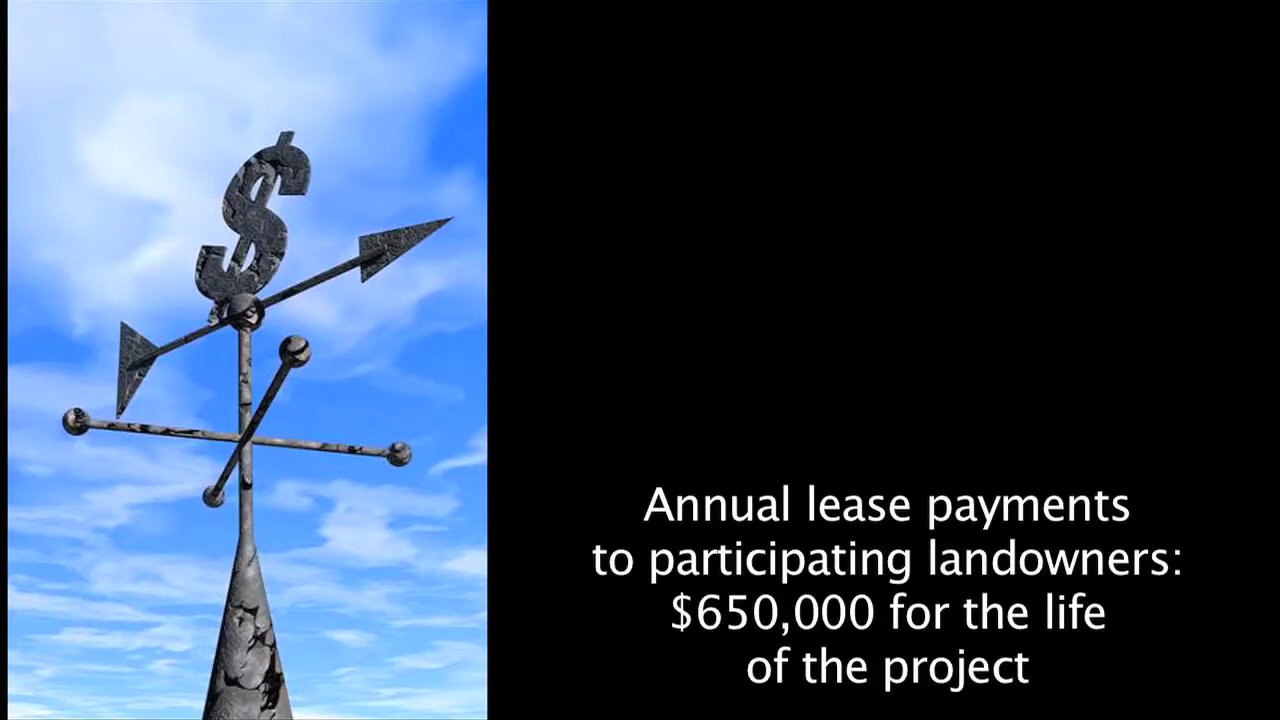 $
Annual lease payments
to participating landowners:
$650,000 for the life
of the project